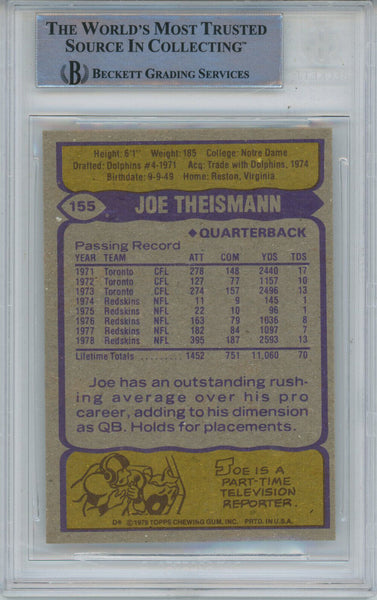 THE WORLD'S MOST TRUSTED
SOURCE IN COLLECTING™
B BECKETT GRADING SERVICES
Height: 6'1" Weight: 185 College: Notre Dame
Drafted: Dolphins #4-1971 Acq: Trade with Dolphins, 1974
Birthdate: 9-9-49 Home: Reston, Virginia
155 JOE THEISMANN
◆QUARTERBACK
Passing Record
YEAR TEAM ATT COM YDS TDS
1971 Toronto CFL 278 148 2440 17
1972 Toronto CFL 127 77 1157 10
1973 Toronto CFL 274 157 2496 13
1974 Redskins NFL 11 9 145 1
1975 Redskins NFL 22 10 96 1
1976 Redskins NFL 163 79 1036 8
1977 Redskins NFL 182 84 1097 7
1978 Redskins NFL 395 187 2593 13
Lifetime Totals ......... 1452 751 11,060 70
Joe has an outstanding rush-
ing average over his pro
career, adding to his dimension
as QB. Holds for placements.
JOE IS A
PART-TIME
TELEVISION
REPORTER.
D* © 1979 TOPPS CHEWING GUM, INC. PRTD. IN U.S.A.